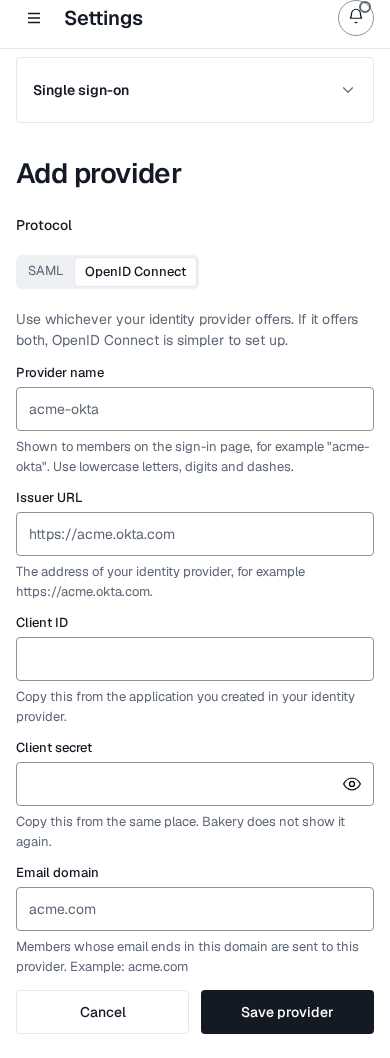 Settings
Single sign-on
Add provider
Protocol
SAML
OpenID Connect
Use whichever your identity provider offers. If it offers
both, OpenID Connect is simpler to set up.
Provider name
acme-okta
Shown to members on the sign-in page, for example "acme-
okta". Use lowercase letters, digits and dashes.
Issuer URL
https://acme.okta.com
The address of your identity provider, for example
https://acme.okta.com.
Client ID
Copy this from the application you created in your identity
provider.
Client secret
Copy this from the same place. Bakery does not show it
again.
Email domain
acme.com
Members whose email ends in this domain are sent to this
provider. Example: acme.com
Cancel
Save provider